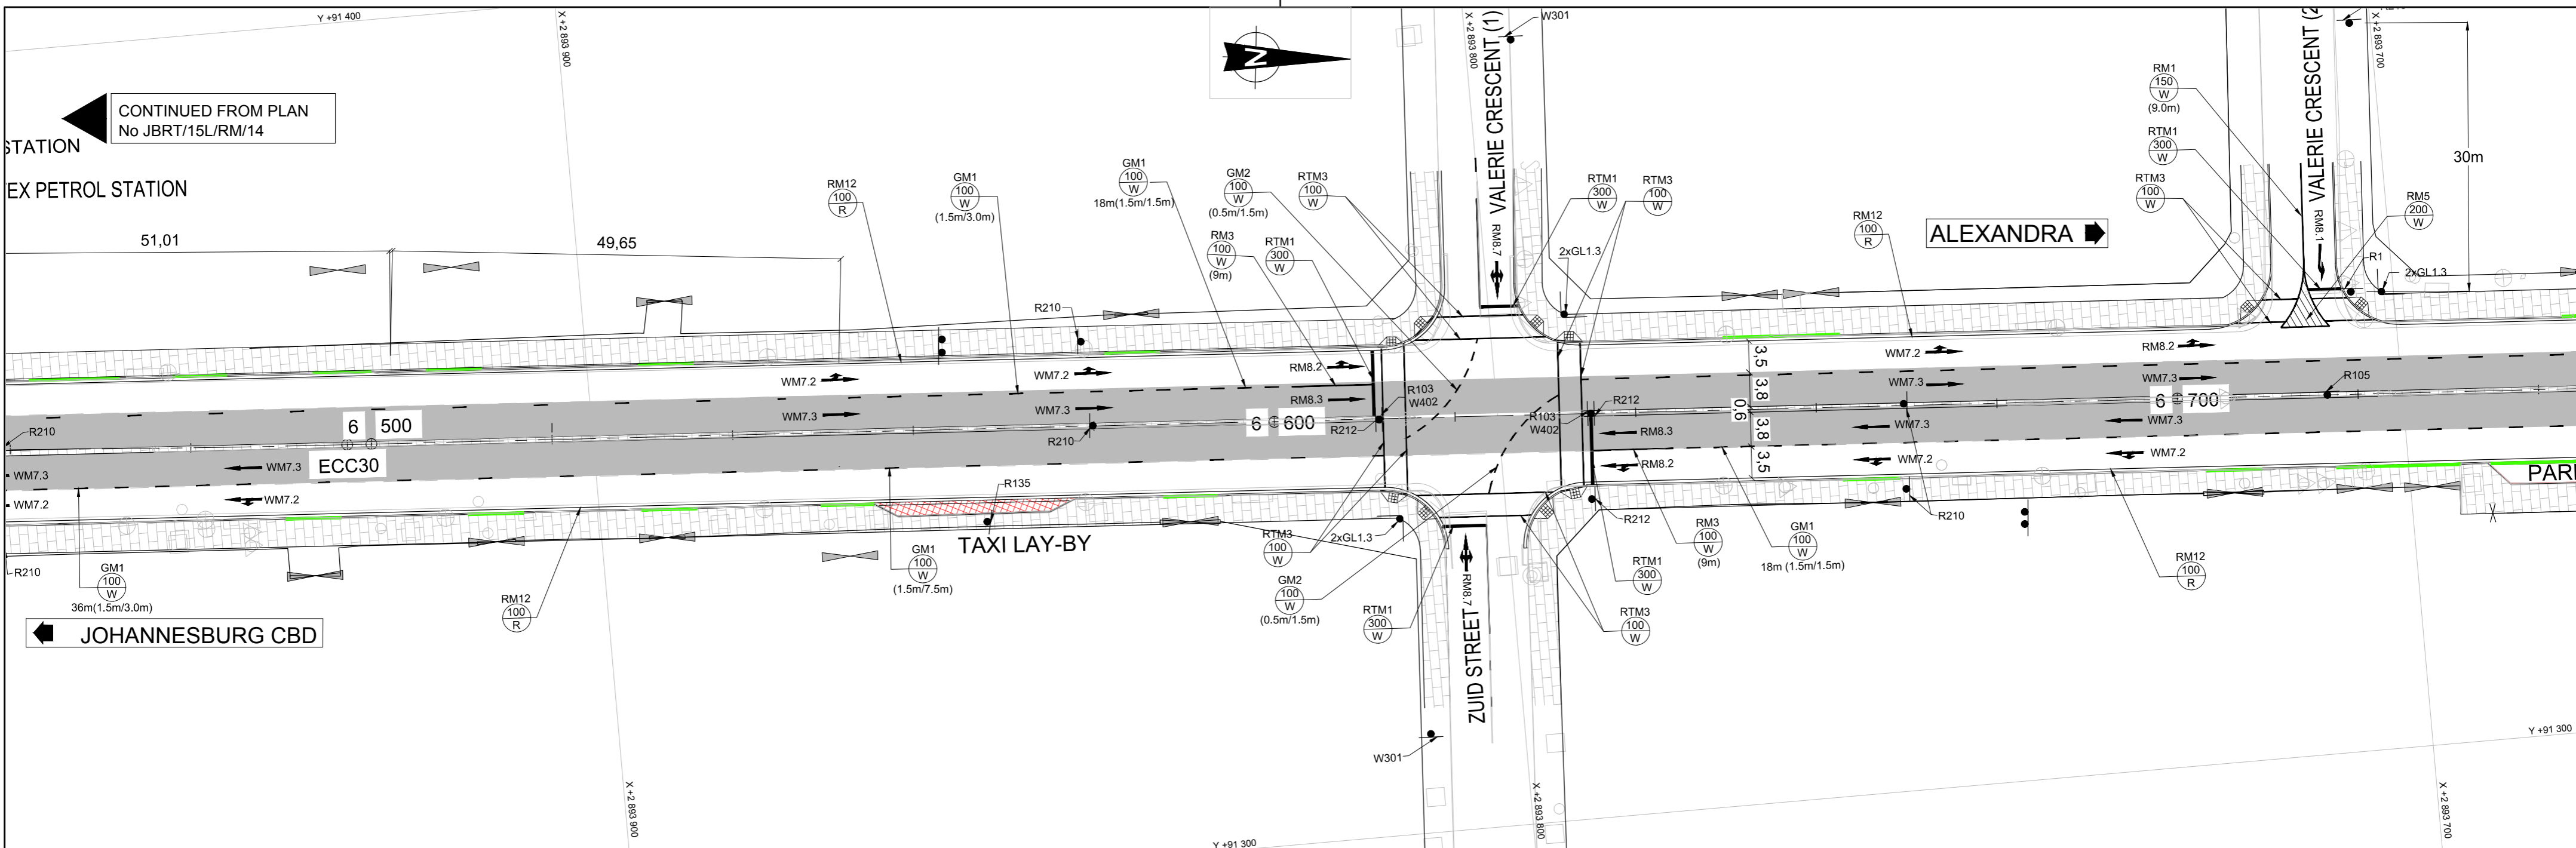 Y +91 400
X +2 893 900
X +2 893 800
X +2 893 700
N
CONTINUED FROM PLAN
No JBRT/15L/RM/14
STATION
EX PETROL STATION
51,01
49,65
RM12
100
R
GM1
100
W
(1.5m/3.0m)
GM1
100
W
18m(1.5m/1.5m)
GM2
100
W
(0.5m/1.5m)
RM3
100
W
(9m)
RTM1
300
W
RTM3
100
W
VALERIE CRESCENT (1)
RM8.7
W301
RTM1
300
W
RTM3
100
W
2xGL1.3
RM12
100
R
ALEXANDRA
RM1
150
W
(9.0m)
RTM1
300
W
RTM3
100
W
VALERIE CRESCENT (2
RM8.1
RM5
200
W
R1
2xGL1.3
30m
R210
WM7.2
WM7.2
RM8.2
WM7.2
RM8.2
WM7.3
WM7.3
RM8.3
WM7.3
WM7.3
R103
W402
R212
R212
R103
W402
R105
3,5
3,8
0,6
3,8
3,5
6 500
6 600
6 700
R210
R210
RM8.3
WM7.3
WM7.3
RM8.2
WM7.2
WM7.2
WM7.3
WM7.3
ECC30
WM7.2
WM7.2
R210
R135
TAXI LAY-BY
R212
R210
PARI
GM1
100
W
36m(1.5m/3.0m)
RM12
100
R
GM1
100
W
(1.5m/7.5m)
RTM3
100
W
2xGL1.3
GM2
100
W
(0.5m/1.5m)
RTM1
300
W
RM8.7
ZUID STREET
RTM1
300
W
RTM3
100
W
RM3
100
W
(9m)
GM1
100
W
18m (1.5m/1.5m)
RM12
100
R
JOHANNESBURG CBD
W301
X +2 893 900
X +2 893 800
X +2 893 700
Y +91 300
Y +91 300